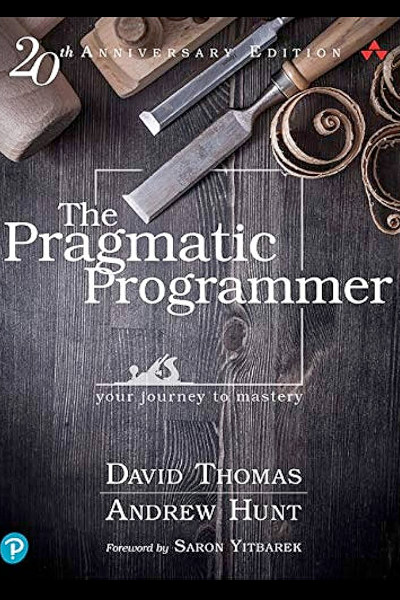 20th Anniversary Edition
The
Pragmatic
Programmer
your journey to mastery
David Thomas
Andrew Hunt
Foreword by Saron Yitbarek
P